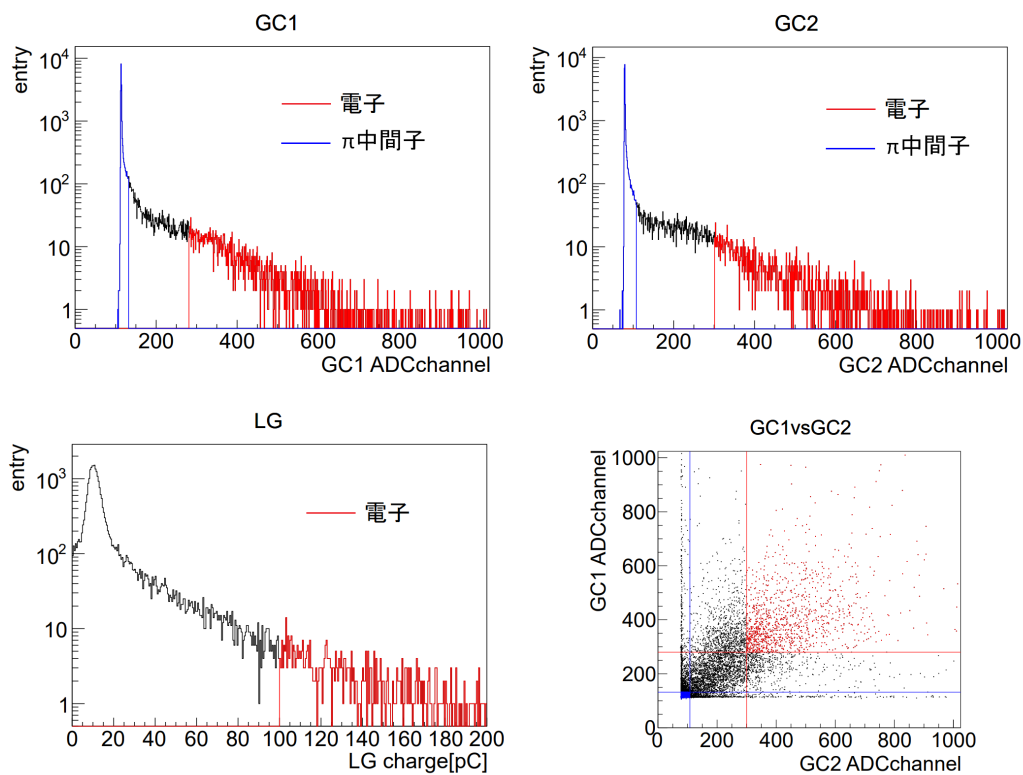 GC1
entry
10⁴
10³
10²
10
1
電子
π中間子
0 200 400 600 800 1000
GC1 ADCchannel
GC2
entry
10⁴
10³
10²
10
1
電子
π中間子
0 200 400 600 800 1000
GC2 ADCchannel
LG
entry
10³
10²
10
1
電子
0 20 40 60 80 100 120 140 160 180 200
LG charge[pC]
GC1vsGC2
GC1 ADCchannel
1000
800
600
400
200
0
0 200 400 600 800 1000
GC2 ADCchannel